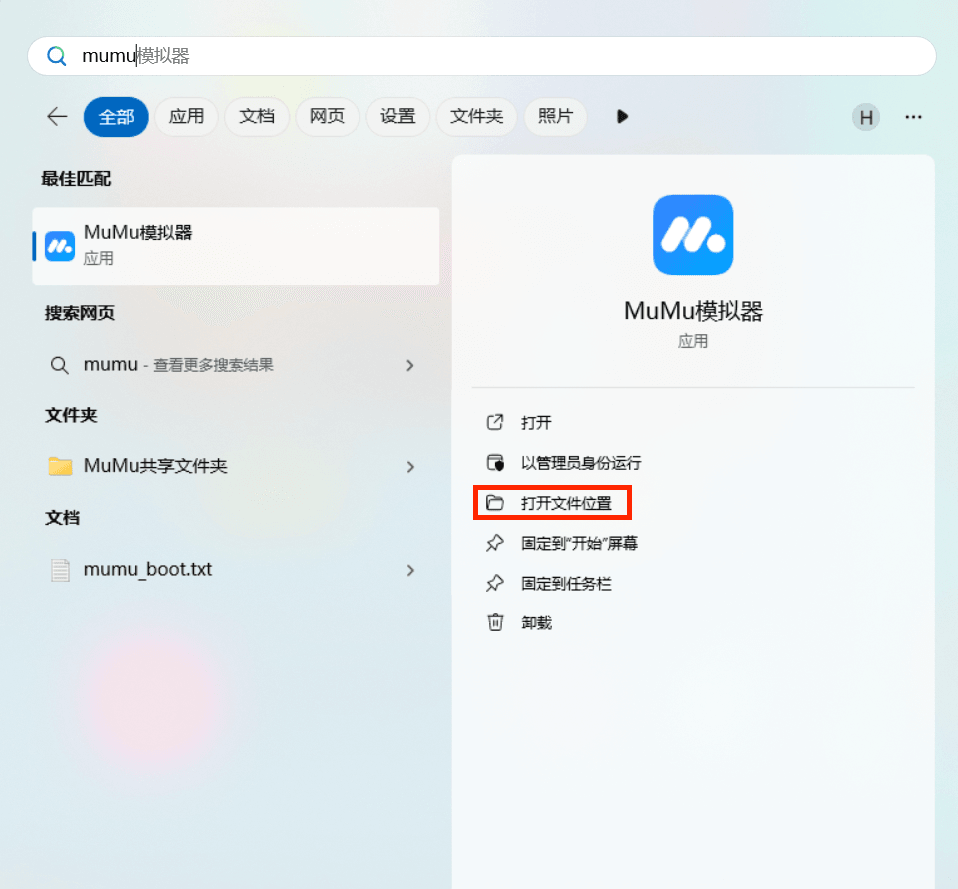 mumu模拟器
全部 应用 文档 网页 设置 文件夹 照片 H
最佳匹配
MuMu模拟器
应用
搜索网页
mumu - 查看更多搜索结果
文件夹
MuMu共享文件夹
文档
mumu_boot.txt
MuMu模拟器
应用
打开
以管理员身份运行
打开文件位置
固定到“开始”屏幕
固定到任务栏
卸载